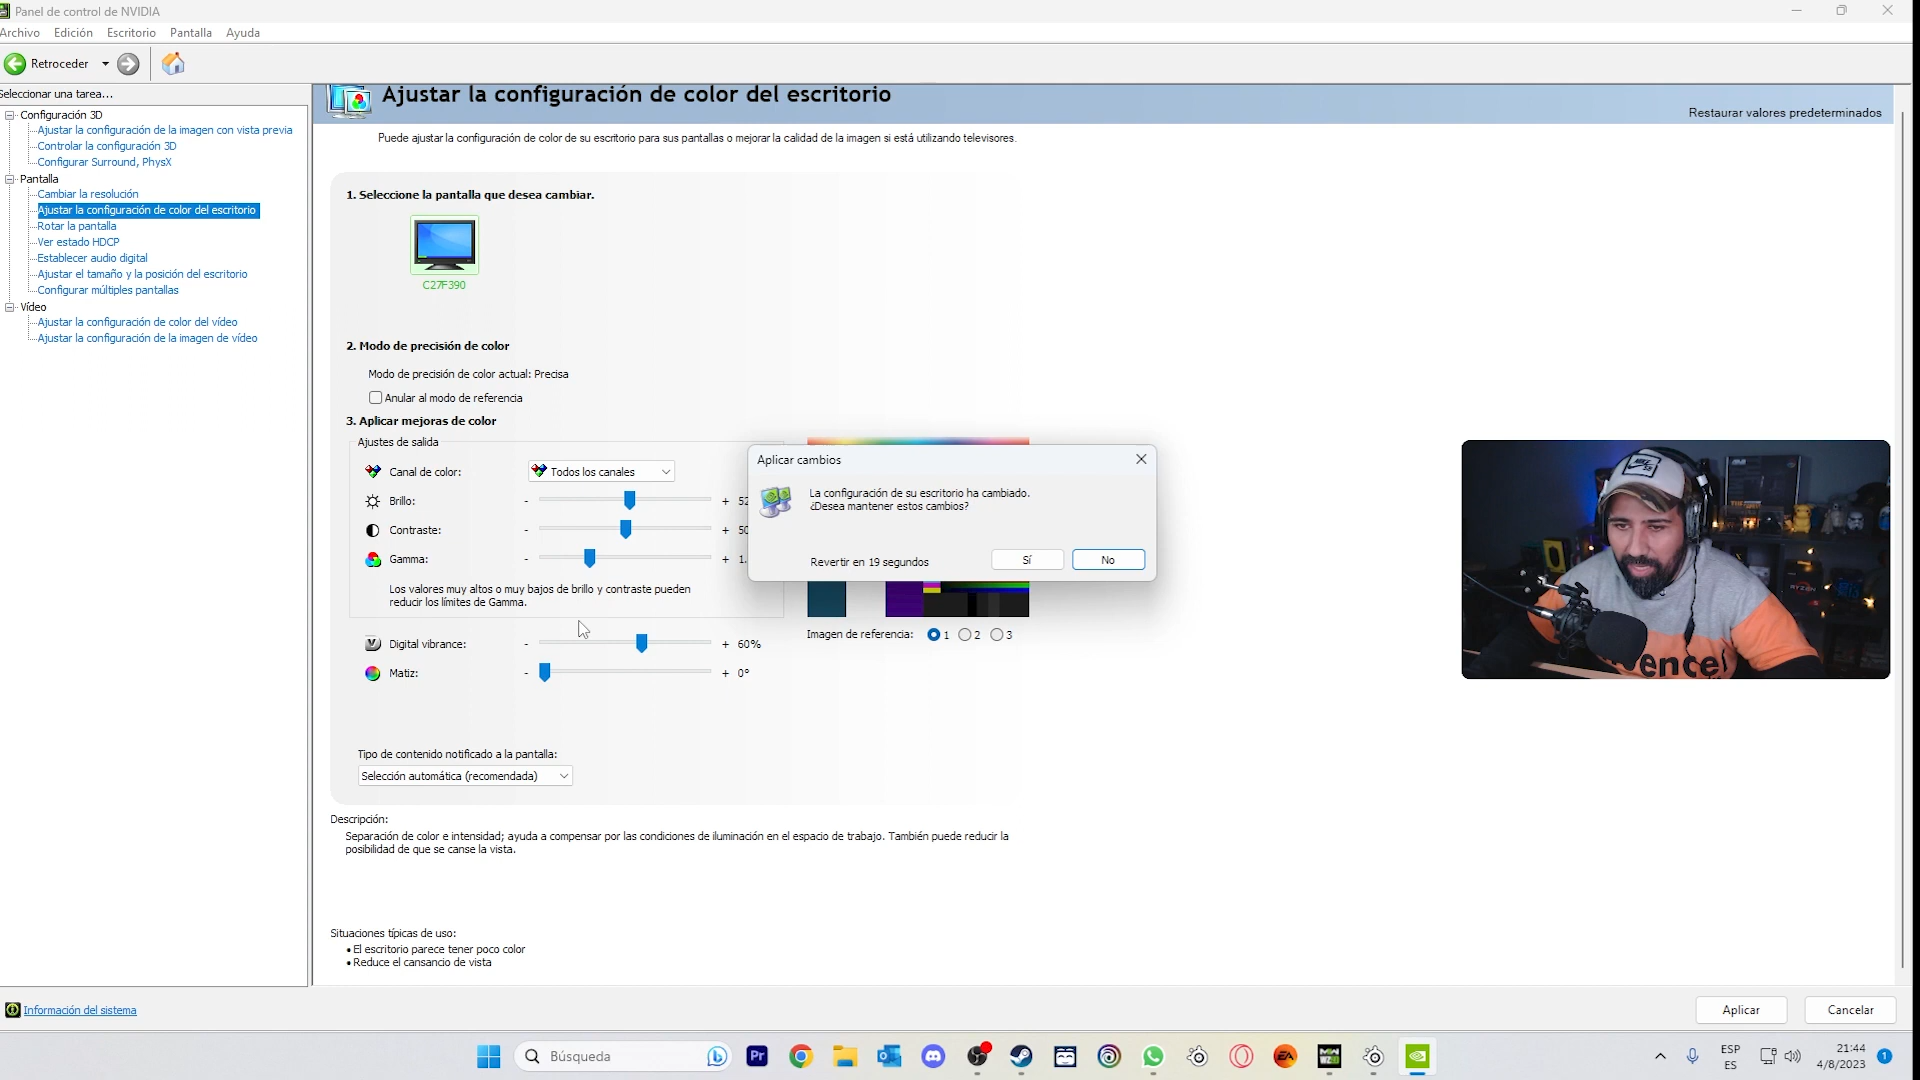 Panel de control de NVIDIA
Archivo Edición Escritorio Pantalla Ayuda
Retroceder
Seleccionar una tarea...
Configuración 3D
Ajustar la configuración de la imagen con vista previa
Controlar la configuración 3D
Configurar Surround, PhysX
Pantalla
Cambiar la resolución
Ajustar la configuración de color del escritorio
Rotar la pantalla
Ver estado HDCP
Establecer audio digital
Ajustar el tamaño y la posición del escritorio
Configurar múltiples pantallas
Vídeo
Ajustar la configuración de color del vídeo
Ajustar la configuración de la imagen de vídeo
Ajustar la configuración de color del escritorio
Restaurar valores predeterminados
Puede ajustar la configuración de color de su escritorio para sus pantallas o mejorar la calidad de la imagen si está utilizando televisores.
1. Seleccione la pantalla que desea cambiar.
C27F390
2. Modo de precisión de color
Modo de precisión de color actual: Precisa
Anular al modo de referencia
3. Aplicar mejoras de color
Ajustes de salida
Canal de color: Todos los canales
Brillo: - + 52
Contraste: - + 50
Gamma: - + 1.
Los valores muy altos o muy bajos de brillo y contraste pueden
reducir los límites de Gamma.
Digital vibrance: - + 60%
Matiz: - + 0°
Aplicar cambios
La configuración de su escritorio ha cambiado.
¿Desea mantener estos cambios?
Revertir en 19 segundos
Sí
No
Imagen de referencia: 1 2 3
Tipo de contenido notificado a la pantalla:
Selección automática (recomendada)
Descripción:
Separación de color e intensidad; ayuda a compensar por las condiciones de iluminación en el espacio de trabajo. También puede reducir la
posibilidad de que se canse la vista.
Situaciones típicas de uso:
• El escritorio parece tener poco color
• Reduce el cansancio de vista
Información del sistema
Aplicar
Cancelar
Búsqueda
Pr
EA
ESP
ES
21:44
4/8/2023
1